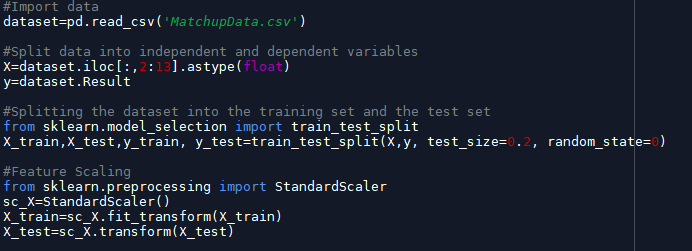 #Import data
dataset=pd.read_csv('MatchupData.csv')
#Split data into independent and dependent variables
X=dataset.iloc[:,2:13].astype(float)
y=dataset.Result
#Splitting the dataset into the training set and the test set
from sklearn.model_selection import train_test_split
X_train,X_test,y_train, y_test=train_test_split(X,y, test_size=0.2, random_state=0)
#Feature Scaling
from sklearn.preprocessing import StandardScaler
sc_X=StandardScaler()
X_train=sc_X.fit_transform(X_train)
X_test=sc_X.transform(X_test)